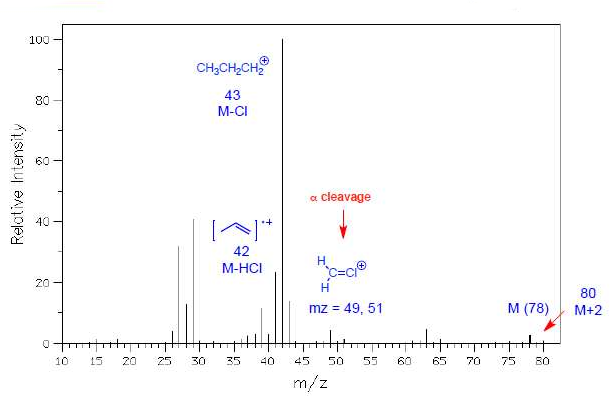 100
80
60
40
20
0
Relative Intensity
CH₃CH₂CH₂⊕
43
M-Cl
[ ]·+
42
M-HCl
α cleavage
H
C=Cl⊕
H
mz = 49, 51
M (78)
80
M+2
10 15 20 25 30 35 40 45 50 55 60 65 70 75 80
m/z